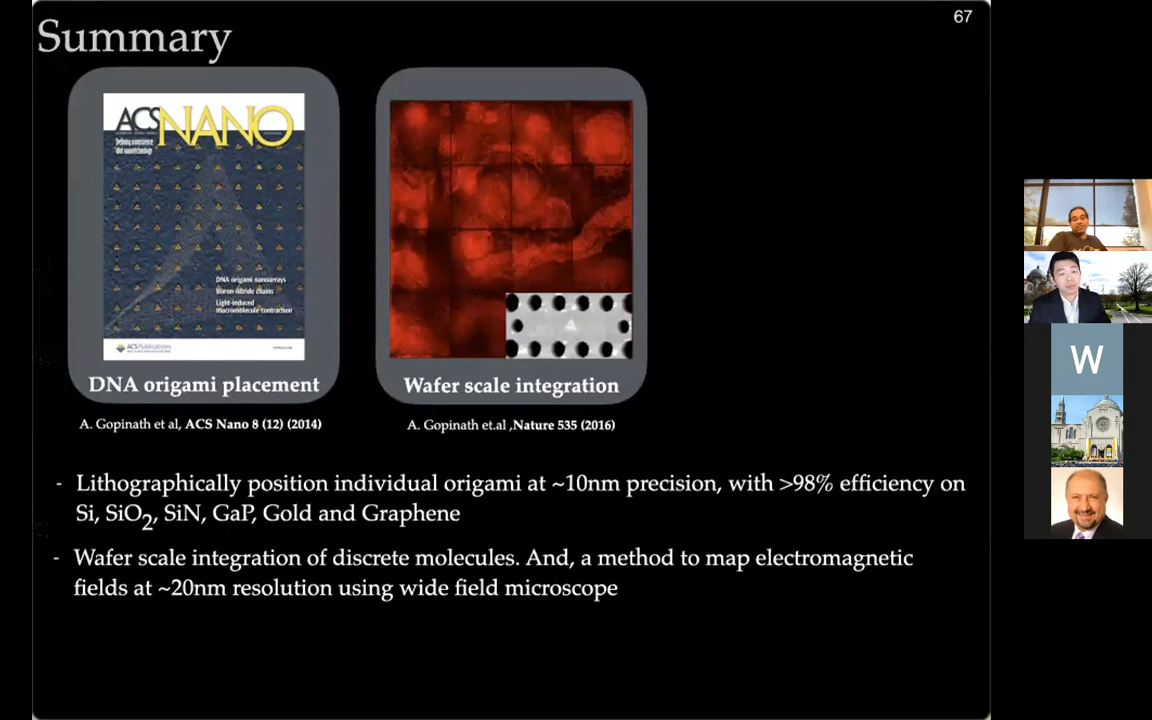 67
Summary
ACS NANO
DNA origami nanoarrays
Boron nitride chains
Light-induced
macromolecule contraction
ACS Publications
DNA origami placement
Wafer scale integration
A. Gopinath et al, ACS Nano 8 (12) (2014)
A. Gopinath et.al ,Nature 535 (2016)
- Lithographically position individual origami at ~10nm precision, with >98% efficiency on
Si, SiO2, SiN, GaP, Gold and Graphene
- Wafer scale integration of discrete molecules. And, a method to map electromagnetic
fields at ~20nm resolution using wide field microscope
W